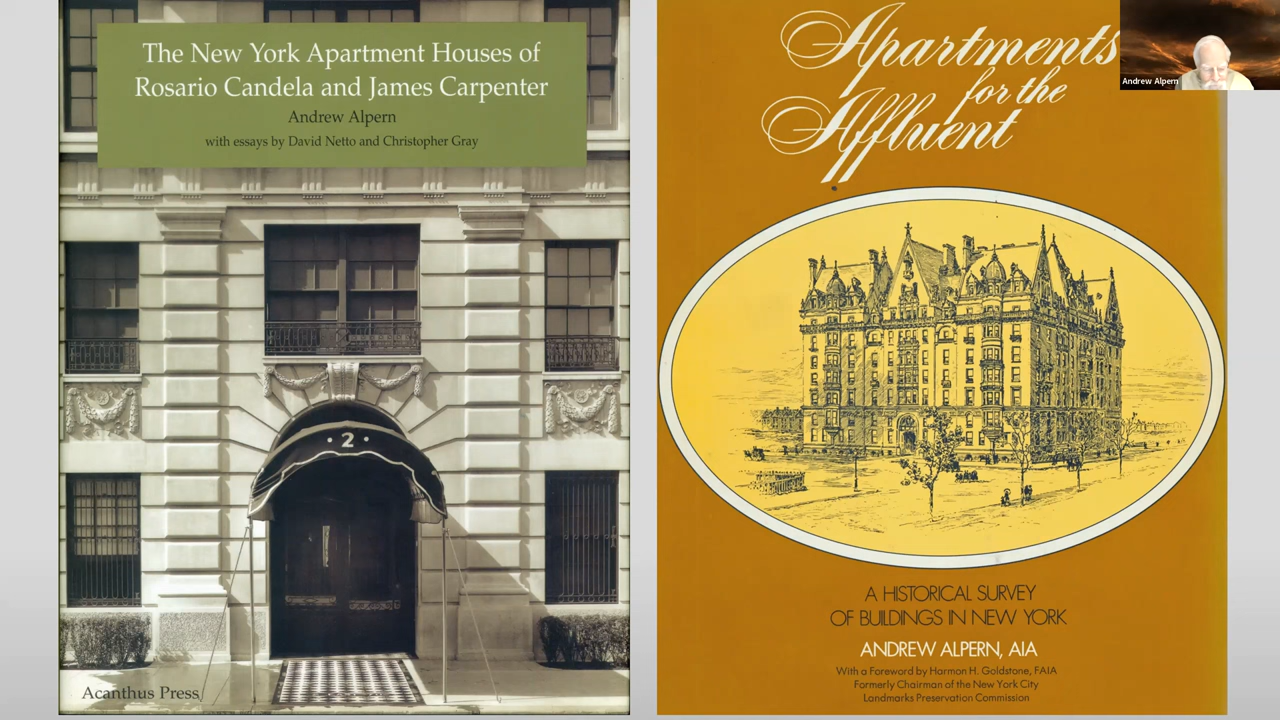 The New York Apartment Houses of
Rosario Candela and James Carpenter
Andrew Alpern
with essays by David Netto and Christopher Gray
· 2 ·
Acanthus Press
Apartments
for the
Affluent
A HISTORICAL SURVEY
OF BUILDINGS IN NEW YORK
ANDREW ALPERN, AIA
With a Foreword by Harmon H. Goldstone, FAIA
Formerly Chairman of the New York City
Landmarks Preservation Commission
Andrew Alpern